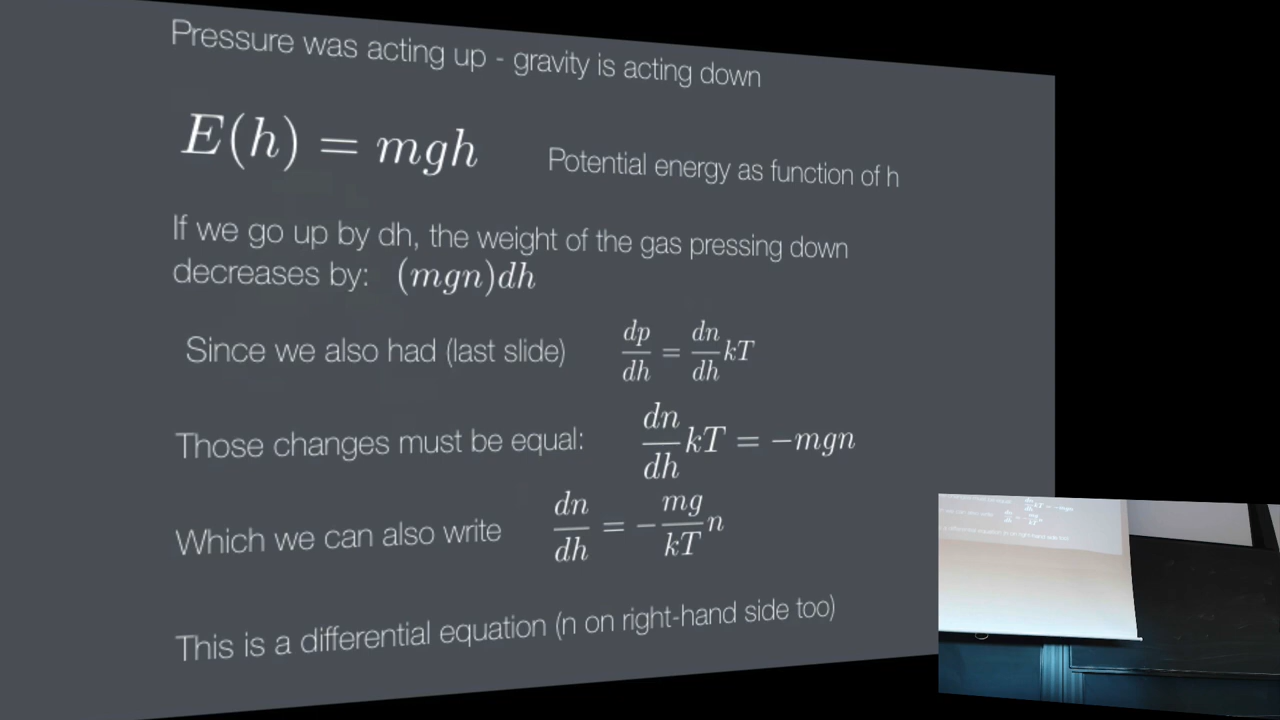 Pressure was acting up - gravity is acting down
E(h) = mgh
Potential energy as function of h
If we go up by dh, the weight of the gas pressing down
decreases by: (mgn)dh
Since we also had (last slide) dp/dh = dn/dh kT
Those changes must be equal: dn/dh kT = −mgn
Which we can also write dn/dh = − mg/kT n
This is a differential equation (n on right-hand side too)